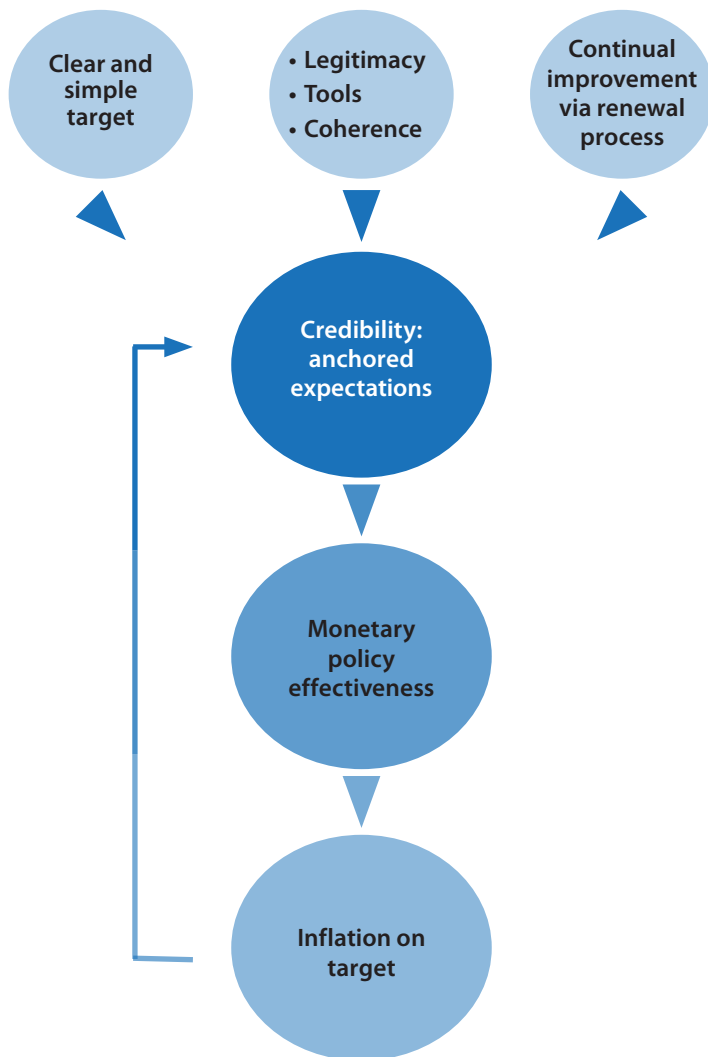 Clear and
simple
target
• Legitimacy
• Tools
• Coherence
Continual
improvement
via renewal
process
Credibility:
anchored
expectations
Monetary
policy
effectiveness
Inflation on
target